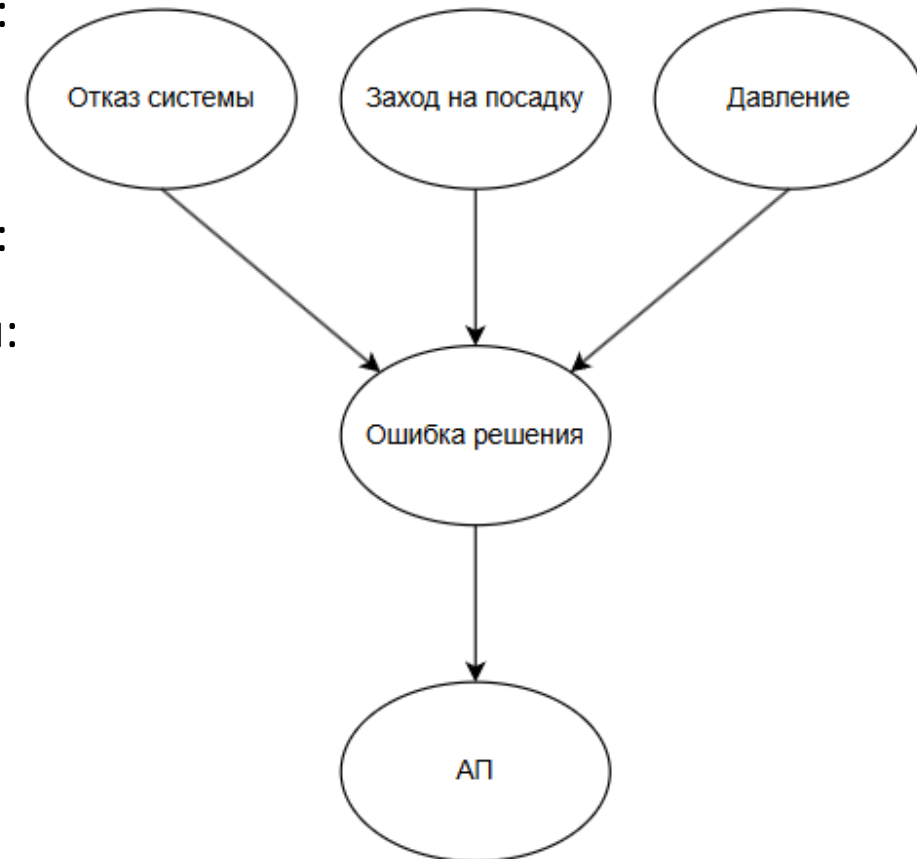 Отказ системы
Заход на посадку
Давление
Ошибка решения
АП